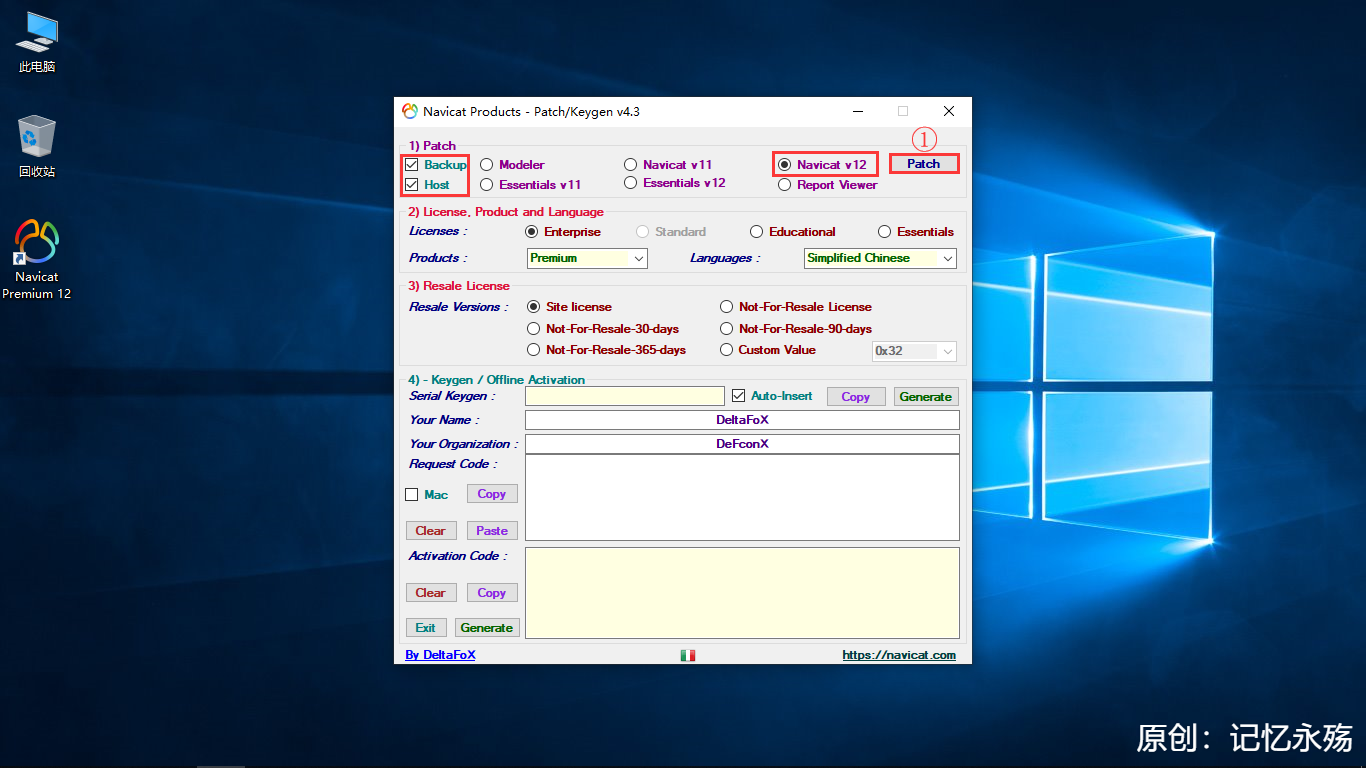 此电脑
回收站
Navicat
Premium 12
Navicat Products - Patch/Keygen v4.3
①
1) Patch
Backup Modeler Navicat v11 Navicat v12 Patch
Host Essentials v11 Essentials v12 Report Viewer
2) License, Product and Language
Licenses : Enterprise Standard Educational Essentials
Products : Premium Languages : Simplified Chinese
3) Resale License
Resale Versions : Site license Not-For-Resale License
Not-For-Resale-30-days Not-For-Resale-90-days
Not-For-Resale-365-days Custom Value 0x32
4) - Keygen / Offline Activation
Serial Keygen : Auto-Insert Copy Generate
Your Name : DeltaFoX
Your Organization : DeFconX
Request Code :
Mac Copy
Clear Paste
Activation Code :
Clear Copy
Exit Generate
By DeltaFoX https://navicat.com
原创：记忆永殇